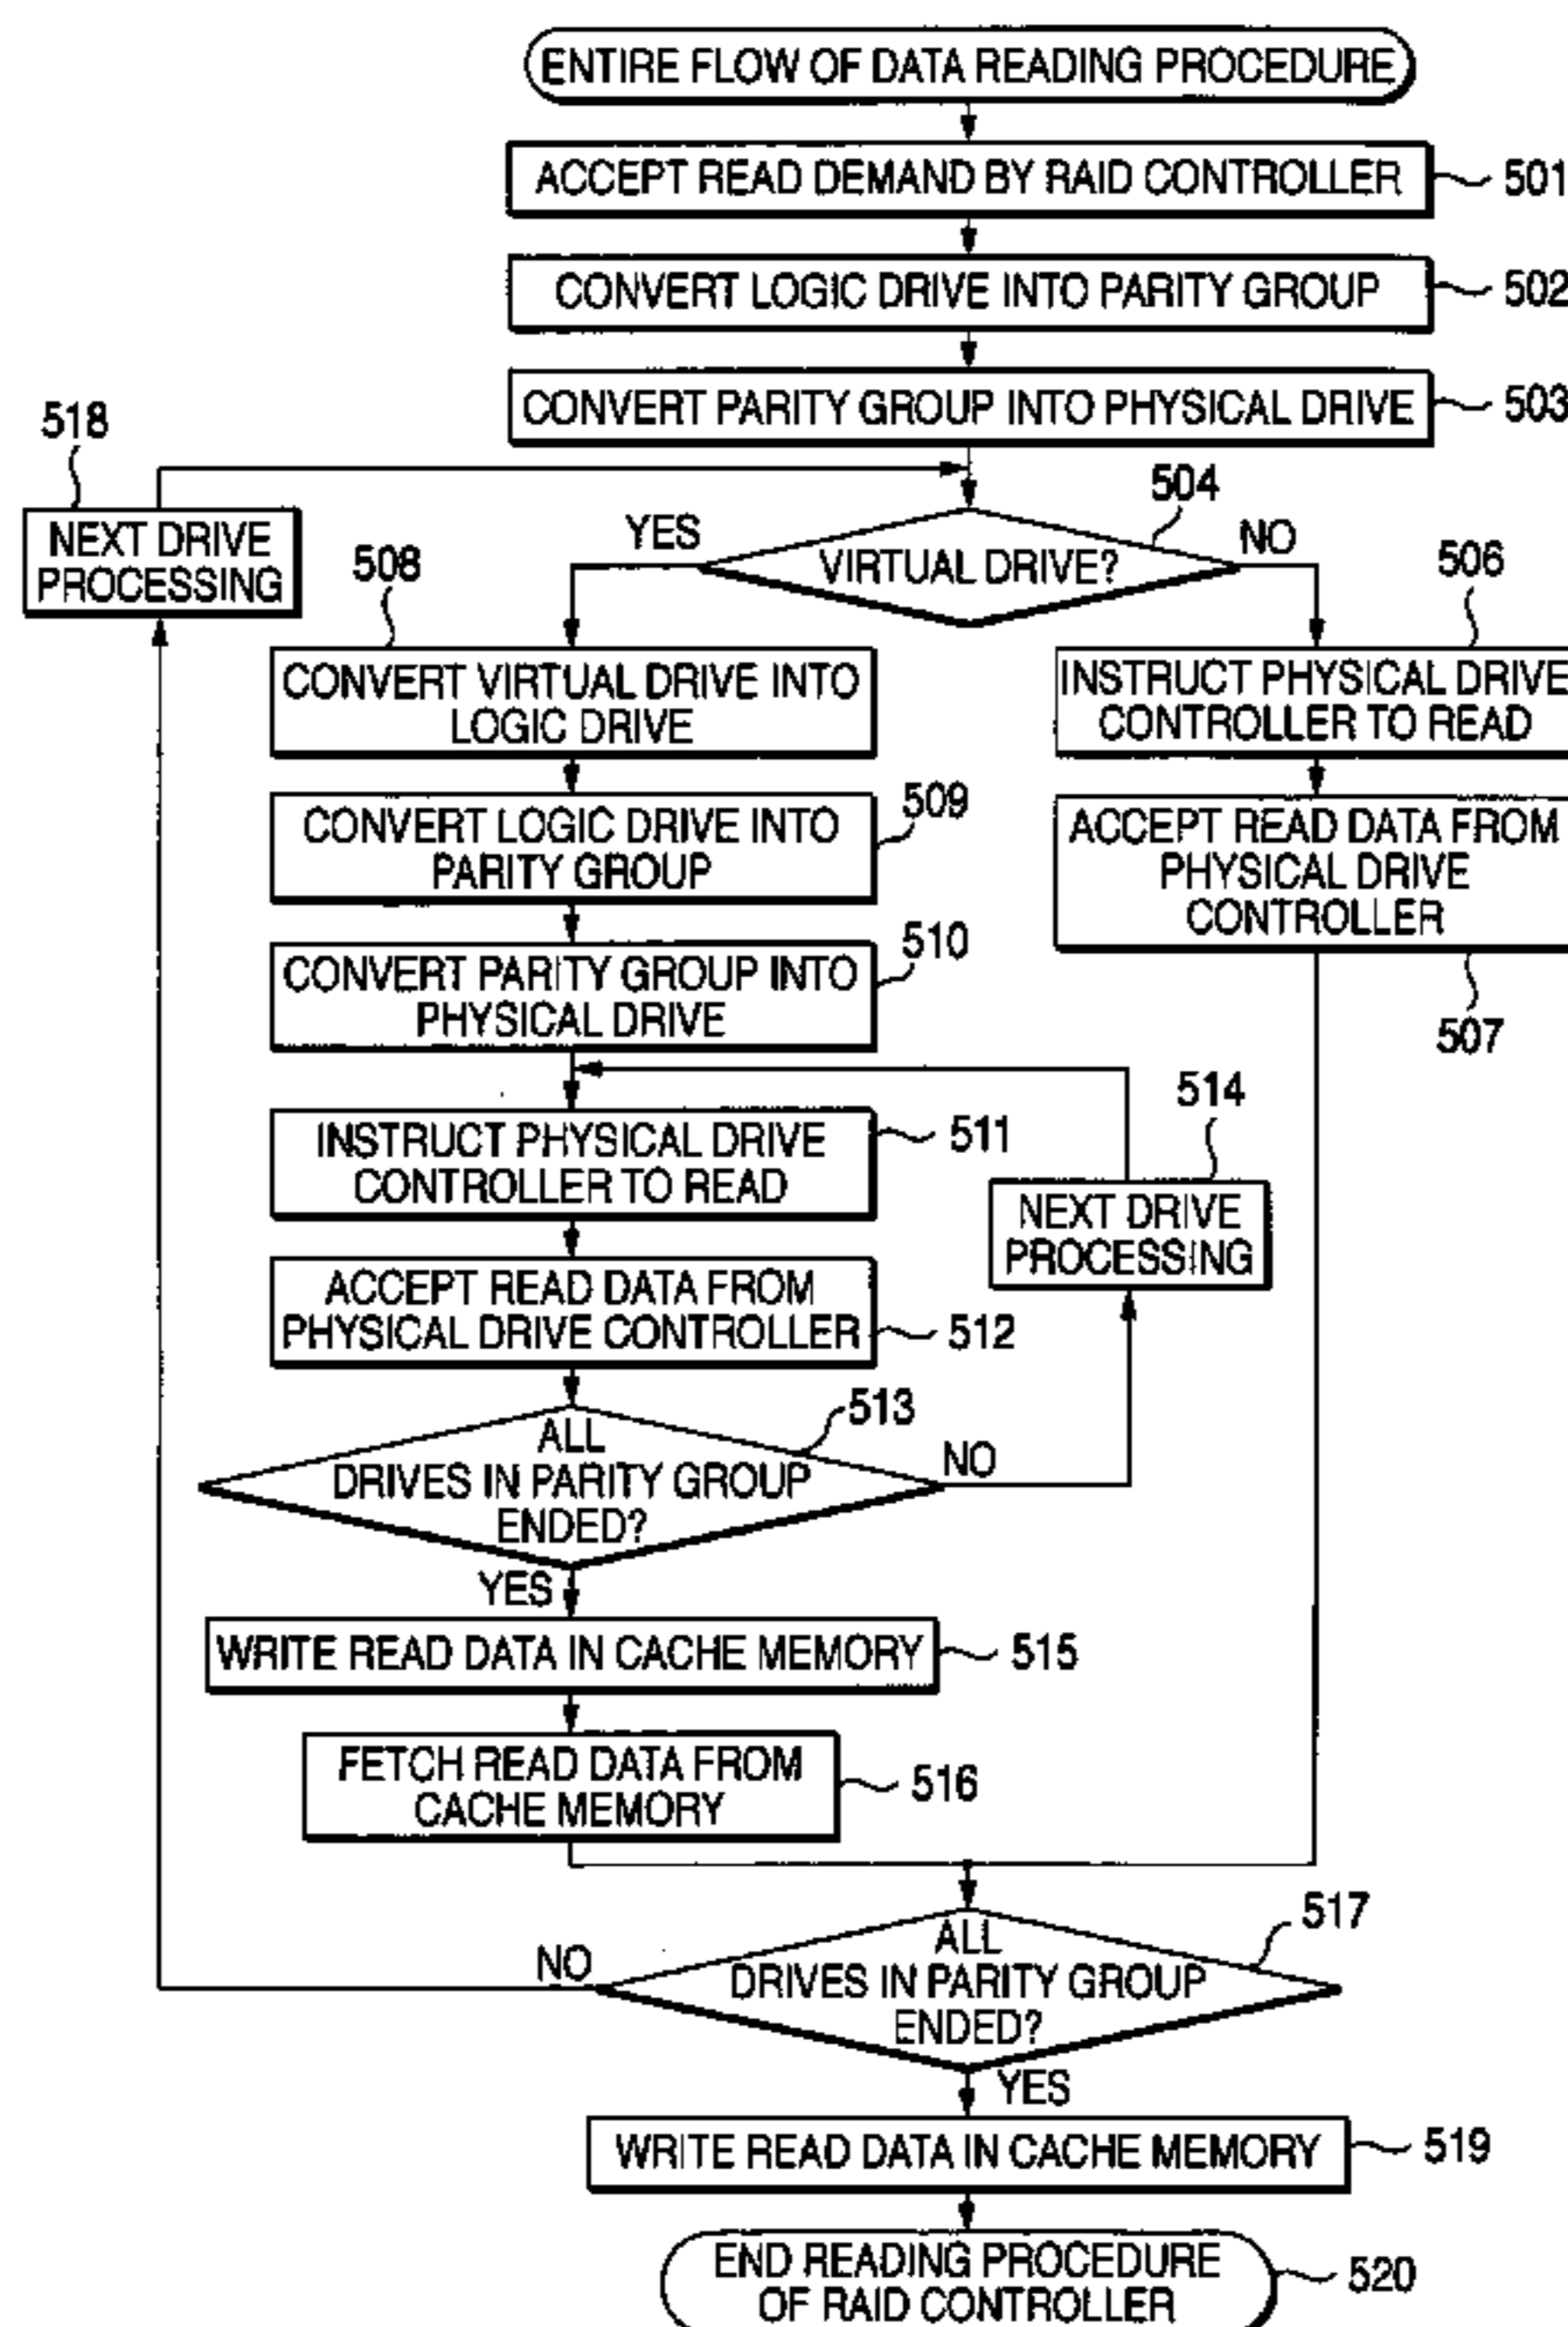 ENTIRE FLOW OF DATA READING PROCEDURE
ACCEPT READ DEMAND BY RAID CONTROLLER
501
CONVERT LOGIC DRIVE INTO PARITY GROUP
502
CONVERT PARITY GROUP INTO PHYSICAL DRIVE
503
518
NEXT DRIVE
PROCESSING
504
YES
VIRTUAL DRIVE?
NO
508
CONVERT VIRTUAL DRIVE INTO
LOGIC DRIVE
506
INSTRUCT PHYSICAL DRIVE
CONTROLLER TO READ
CONVERT LOGIC DRIVE INTO
PARITY GROUP
509
ACCEPT READ DATA FROM
PHYSICAL DRIVE
CONTROLLER
507
CONVERT PARITY GROUP INTO
PHYSICAL DRIVE
510
INSTRUCT PHYSICAL DRIVE
CONTROLLER TO READ
511
514
NEXT DRIVE
PROCESSING
ACCEPT READ DATA FROM
PHYSICAL DRIVE CONTROLLER
512
513
ALL
DRIVES IN PARITY GROUP
ENDED?
NO
YES
WRITE READ DATA IN CACHE MEMORY
515
FETCH READ DATA FROM
CACHE MEMORY
516
517
ALL
DRIVES IN PARITY GROUP
ENDED?
NO
YES
WRITE READ DATA IN CACHE MEMORY
519
END READING PROCEDURE
OF RAID CONTROLLER
520